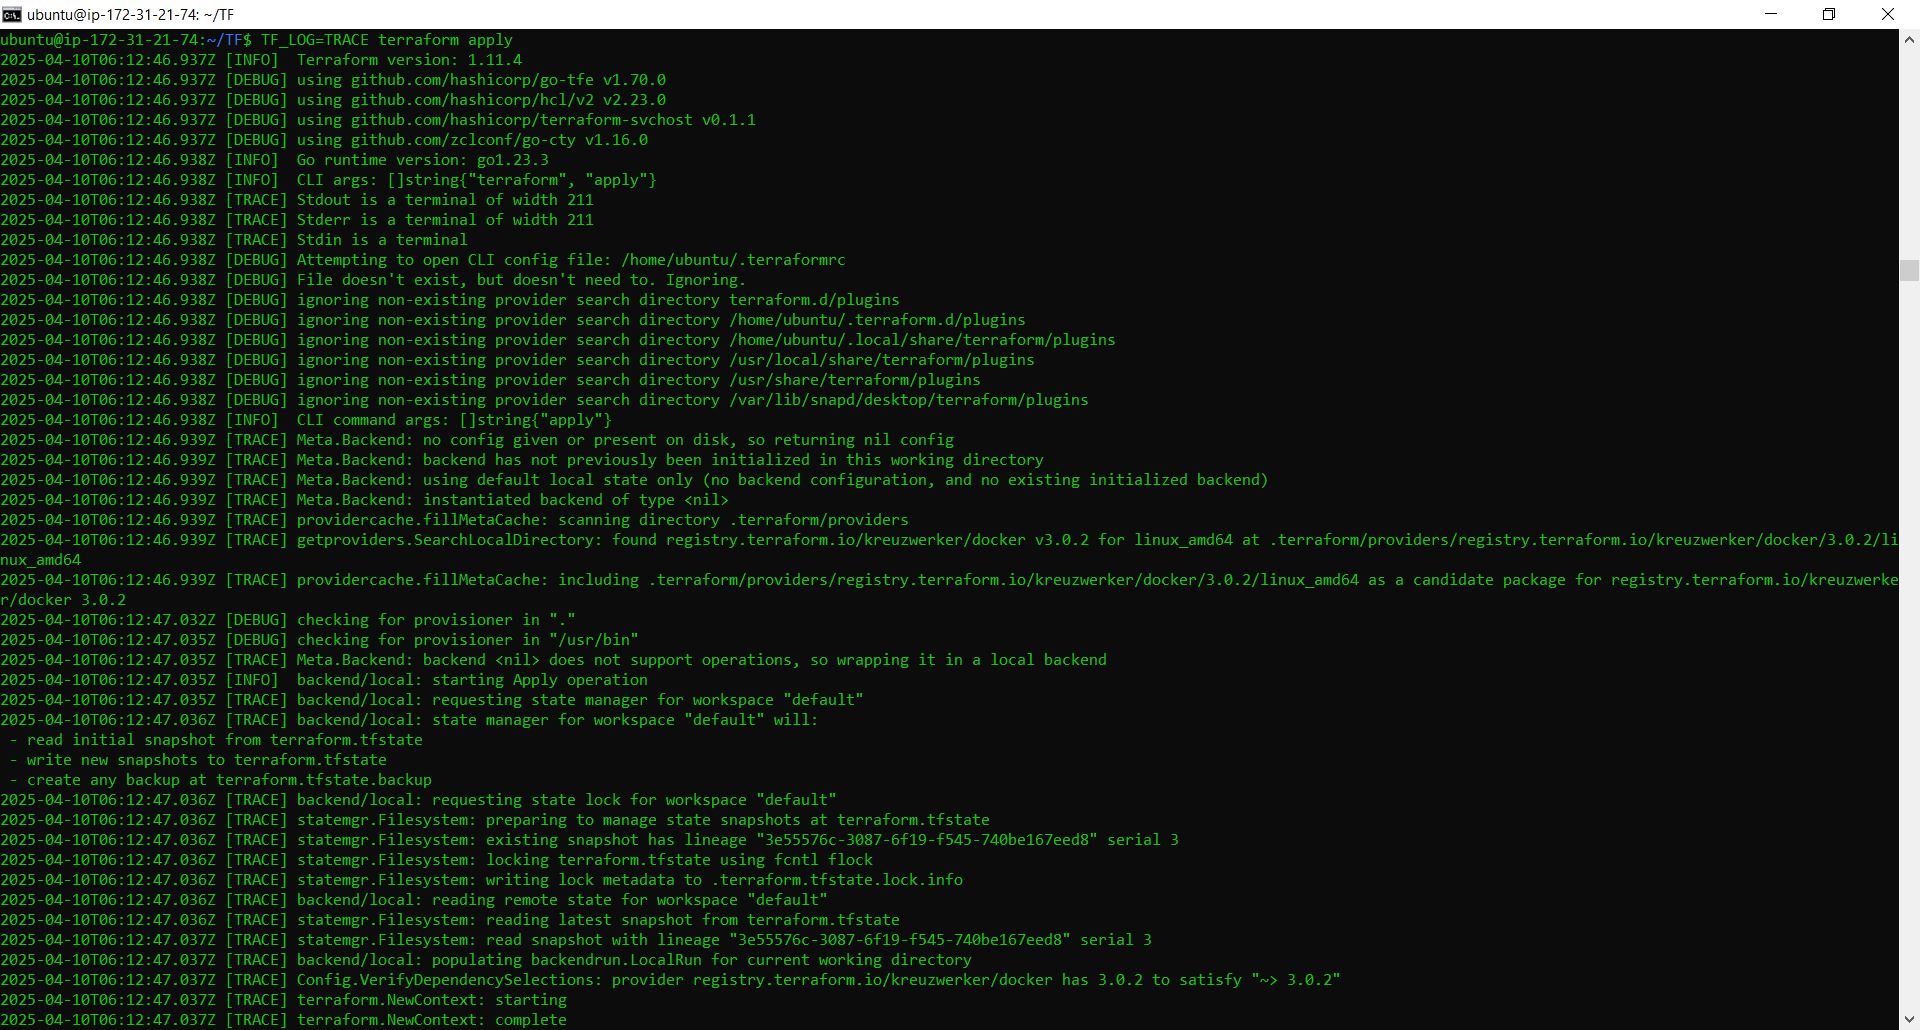 ubuntu@ip-172-31-21-74: ~/TF
ubuntu@ip-172-31-21-74:~/TF$ TF_LOG=TRACE terraform apply
2025-04-10T06:12:46.937Z [INFO]  Terraform version: 1.11.4
2025-04-10T06:12:46.937Z [DEBUG] using github.com/hashicorp/go-tfe v1.70.0
2025-04-10T06:12:46.937Z [DEBUG] using github.com/hashicorp/hcl/v2 v2.23.0
2025-04-10T06:12:46.937Z [DEBUG] using github.com/hashicorp/terraform-svchost v0.1.1
2025-04-10T06:12:46.937Z [DEBUG] using github.com/zclconf/go-cty v1.16.0
2025-04-10T06:12:46.938Z [INFO]  Go runtime version: go1.23.3
2025-04-10T06:12:46.938Z [INFO]  CLI args: []string{"terraform", "apply"}
2025-04-10T06:12:46.938Z [TRACE] Stdout is a terminal of width 211
2025-04-10T06:12:46.938Z [TRACE] Stderr is a terminal of width 211
2025-04-10T06:12:46.938Z [TRACE] Stdin is a terminal
2025-04-10T06:12:46.938Z [DEBUG] Attempting to open CLI config file: /home/ubuntu/.terraformrc
2025-04-10T06:12:46.938Z [DEBUG] File doesn't exist, but doesn't need to. Ignoring.
2025-04-10T06:12:46.938Z [DEBUG] ignoring non-existing provider search directory terraform.d/plugins
2025-04-10T06:12:46.938Z [DEBUG] ignoring non-existing provider search directory /home/ubuntu/.terraform.d/plugins
2025-04-10T06:12:46.938Z [DEBUG] ignoring non-existing provider search directory /home/ubuntu/.local/share/terraform/plugins
2025-04-10T06:12:46.938Z [DEBUG] ignoring non-existing provider search directory /usr/local/share/terraform/plugins
2025-04-10T06:12:46.938Z [DEBUG] ignoring non-existing provider search directory /usr/share/terraform/plugins
2025-04-10T06:12:46.938Z [DEBUG] ignoring non-existing provider search directory /var/lib/snapd/desktop/terraform/plugins
2025-04-10T06:12:46.938Z [INFO]  CLI command args: []string{"apply"}
2025-04-10T06:12:46.939Z [TRACE] Meta.Backend: no config given or present on disk, so returning nil config
2025-04-10T06:12:46.939Z [TRACE] Meta.Backend: backend has not previously been initialized in this working directory
2025-04-10T06:12:46.939Z [TRACE] Meta.Backend: using default local state only (no backend configuration, and no existing initialized backend)
2025-04-10T06:12:46.939Z [TRACE] Meta.Backend: instantiated backend of type <nil>
2025-04-10T06:12:46.939Z [TRACE] providercache.fillMetaCache: scanning directory .terraform/providers
2025-04-10T06:12:46.939Z [TRACE] getproviders.SearchLocalDirectory: found registry.terraform.io/kreuzwerker/docker v3.0.2 for linux_amd64 at .terraform/providers/registry.terraform.io/kreuzwerker/docker/3.0.2/li
nux_amd64
2025-04-10T06:12:46.939Z [TRACE] providercache.fillMetaCache: including .terraform/providers/registry.terraform.io/kreuzwerker/docker/3.0.2/linux_amd64 as a candidate package for registry.terraform.io/kreuzwerke
r/docker 3.0.2
2025-04-10T06:12:47.032Z [DEBUG] checking for provisioner in "."
2025-04-10T06:12:47.035Z [DEBUG] checking for provisioner in "/usr/bin"
2025-04-10T06:12:47.035Z [TRACE] Meta.Backend: backend <nil> does not support operations, so wrapping it in a local backend
2025-04-10T06:12:47.035Z [INFO]  backend/local: starting Apply operation
2025-04-10T06:12:47.035Z [TRACE] backend/local: requesting state manager for workspace "default"
2025-04-10T06:12:47.036Z [TRACE] backend/local: state manager for workspace "default" will:
 - read initial snapshot from terraform.tfstate
 - write new snapshots to terraform.tfstate
 - create any backup at terraform.tfstate.backup
2025-04-10T06:12:47.036Z [TRACE] backend/local: requesting state lock for workspace "default"
2025-04-10T06:12:47.036Z [TRACE] statemgr.Filesystem: preparing to manage state snapshots at terraform.tfstate
2025-04-10T06:12:47.036Z [TRACE] statemgr.Filesystem: existing snapshot has lineage "3e55576c-3087-6f19-f545-740be167eed8" serial 3
2025-04-10T06:12:47.036Z [TRACE] statemgr.Filesystem: locking terraform.tfstate using fcntl flock
2025-04-10T06:12:47.036Z [TRACE] statemgr.Filesystem: writing lock metadata to .terraform.tfstate.lock.info
2025-04-10T06:12:47.036Z [TRACE] backend/local: reading remote state for workspace "default"
2025-04-10T06:12:47.036Z [TRACE] statemgr.Filesystem: reading latest snapshot from terraform.tfstate
2025-04-10T06:12:47.037Z [TRACE] statemgr.Filesystem: read snapshot with lineage "3e55576c-3087-6f19-f545-740be167eed8" serial 3
2025-04-10T06:12:47.037Z [TRACE] backend/local: populating backendrun.LocalRun for current working directory
2025-04-10T06:12:47.037Z [TRACE] Config.VerifyDependencySelections: provider registry.terraform.io/kreuzwerker/docker has 3.0.2 to satisfy "~> 3.0.2"
2025-04-10T06:12:47.037Z [TRACE] terraform.NewContext: starting
2025-04-10T06:12:47.037Z [TRACE] terraform.NewContext: complete